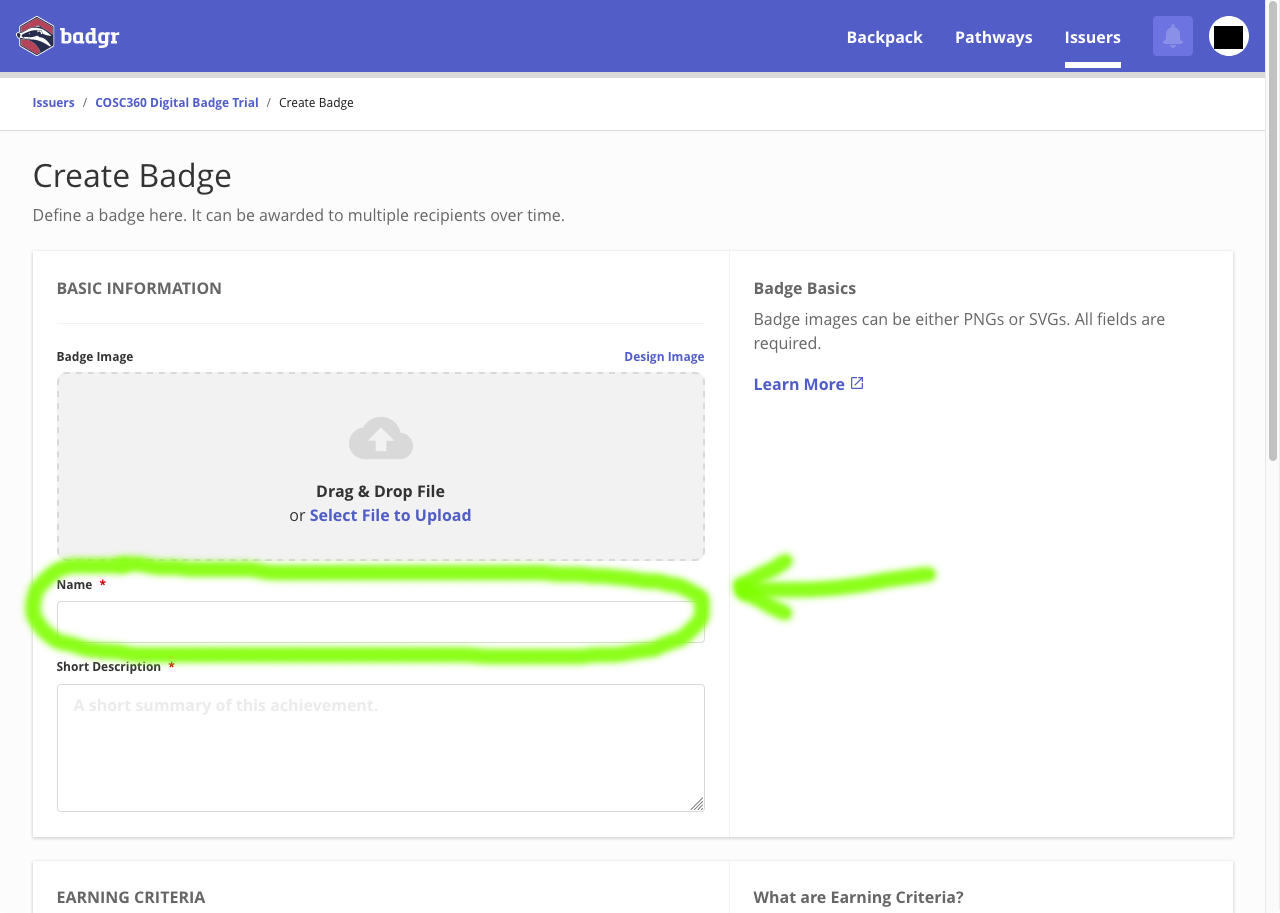 badgr
Backpack Pathways Issuers
Issuers / COSC360 Digital Badge Trial / Create Badge
Create Badge
Define a badge here. It can be awarded to multiple recipients over time.
BASIC INFORMATION
Badge Image Design Image
Drag & Drop File
or Select File to Upload
Name *
Short Description *
A short summary of this achievement.
Badge Basics
Badge images can be either PNGs or SVGs. All fields are
required.
Learn More
EARNING CRITERIA
What are Earning Criteria?